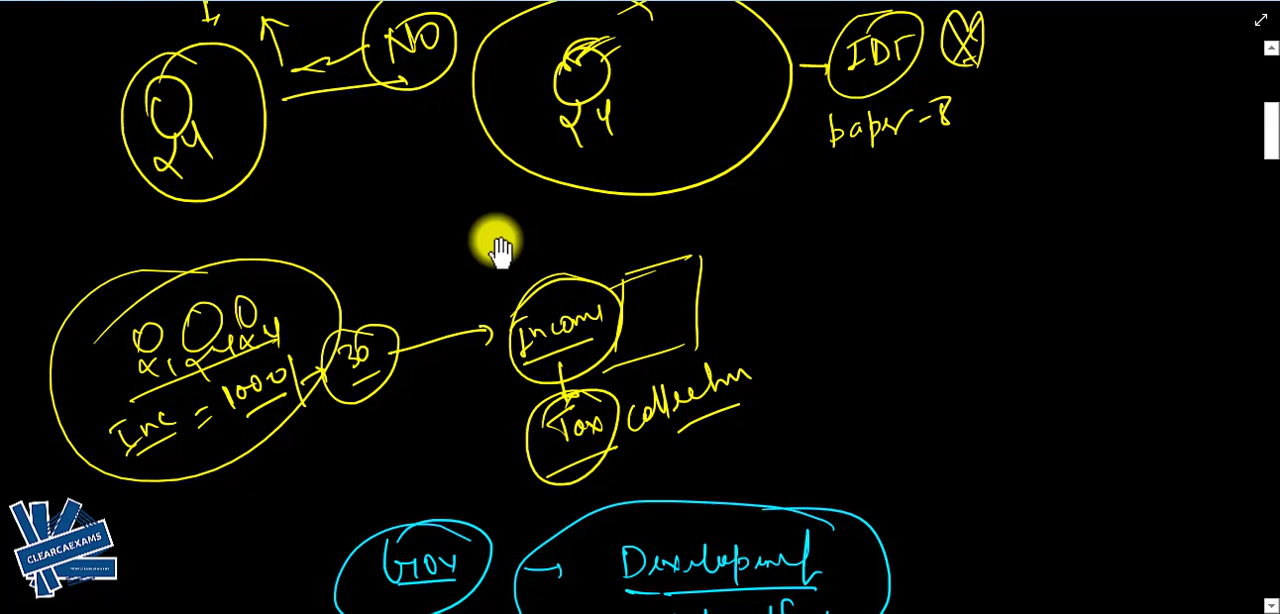 NO
IDT
paper - 8
Income
30
Inc = 1000/-
Tax collection
Gov → Development
CLEARCAEXAMS